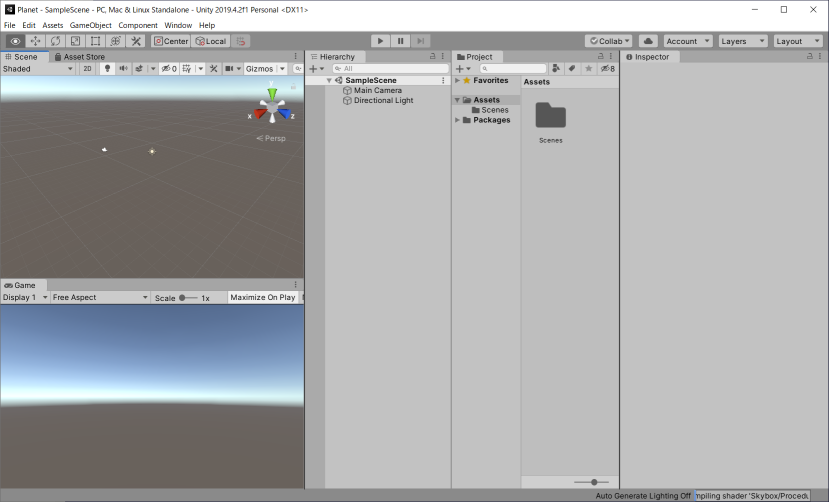 Planet - SampleScene - PC, Mac & Linux Standalone - Unity 2019.4.2f1 Personal <DX11>
File Edit Assets GameObject Component Window Help
Center Local Collab Account Layers Layout
Scene Asset Store
Shaded 2D 0 Gizmos
Y
X Z
Persp
Game
Display 1 Free Aspect Scale 1x Maximize On Play
Hierarchy
All
SampleScene
Main Camera
Directional Light
Project
8
Favorites
Assets
Scenes
Packages
Assets
Scenes
Inspector
Auto Generate Lighting Off mpiling shader 'Skybox/Procedu